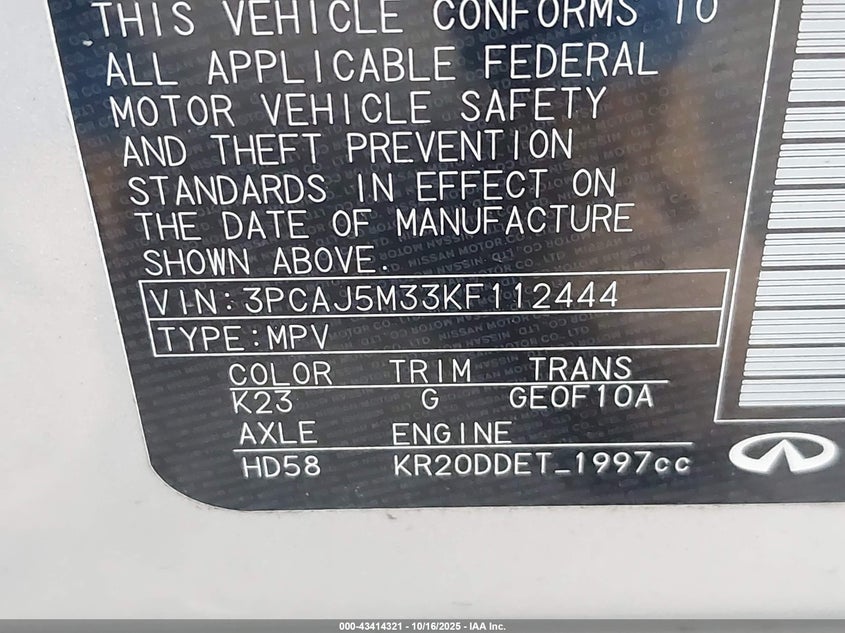 THIS VEHICLE CONFORMS TO
ALL APPLICABLE FEDERAL
MOTOR VEHICLE SAFETY
AND THEFT PREVENTION
STANDARDS IN EFFECT ON
THE DATE OF MANUFACTURE
SHOWN ABOVE.
VIN:3PCAJ5M33KF112444
TYPE:MPV
COLOR TRIM TRANS
K23 G GE0F10A
AXLE ENGINE
HD58 KR20DDET_1997cc
000-43414321 | 10/16/2025 | IAA Inc.